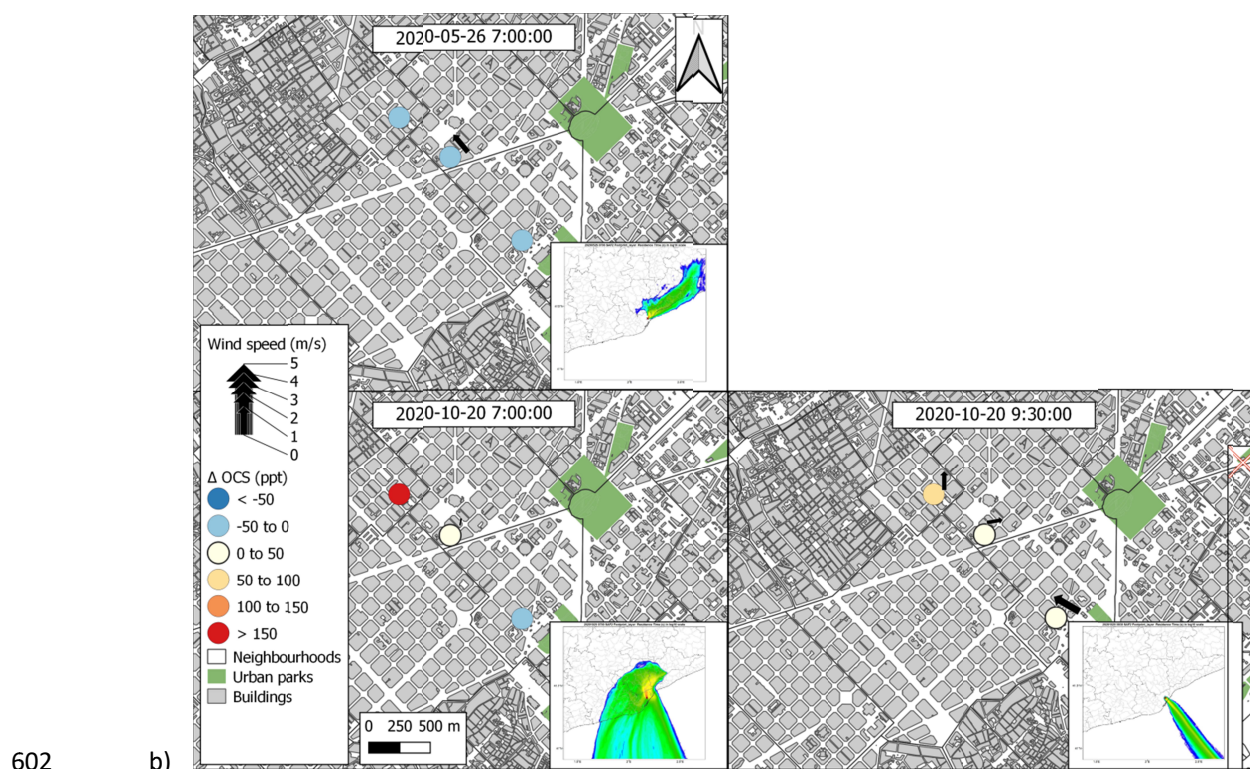 2020-05-26 7:00:00
N
Wind speed (m/s)
5
4
3
2
1
0
Δ OCS (ppt)
< -50
-50 to 0
0 to 50
50 to 100
100 to 150
> 150
Neighbourhoods
Urban parks
Buildings
2020-10-20 7:00:00
0 250 500 m
2020-10-20 9:30:00
602 b)